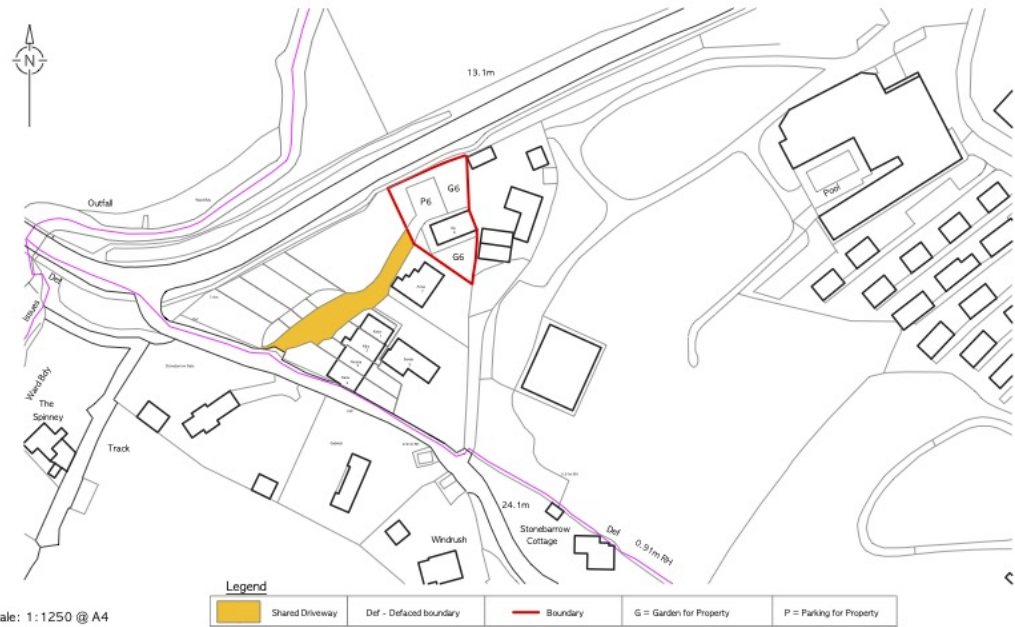 N
13.1m
Outfall
G6
P6
G6
Pool
Def
Issues
Ward Bdy
The
Spinney
Track
24.1m
Windrush
Stonebarrow
Cottage
Def
0.91m RH
Legend
ale: 1:1250 @ A4
Shared Driveway
Def - Defaced boundary
Boundary
G = Garden for Property
P = Parking for Property